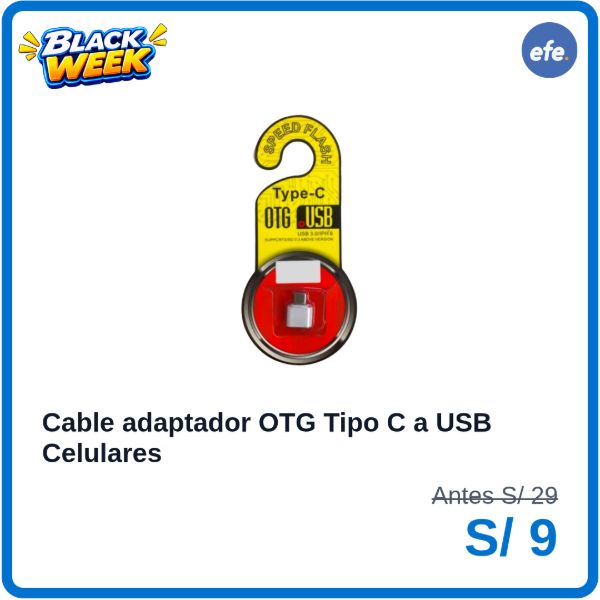 BLACK
WEEK
efe.
SPEED FLASH
Type-C
OTG USB
Cable adaptador OTG Tipo C a USB
Celulares
Antes S/ 29
S/ 9